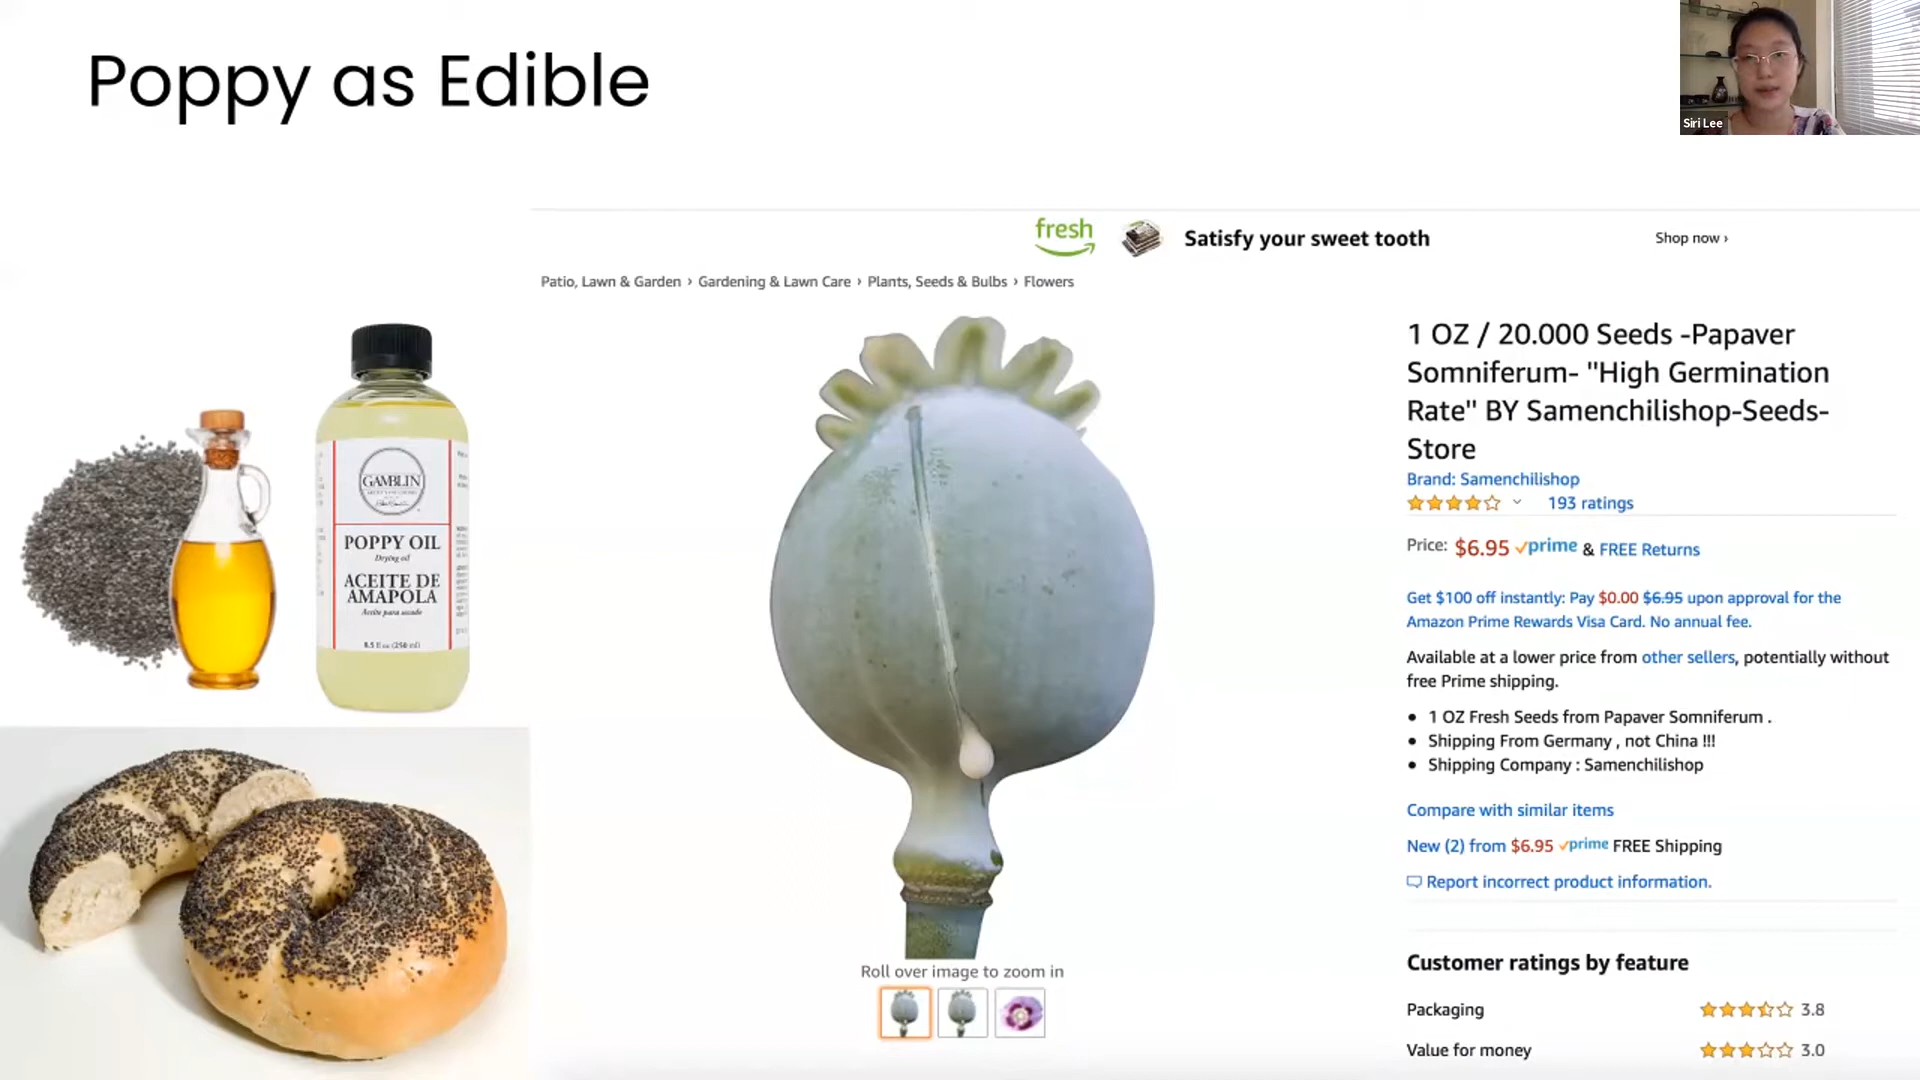 Poppy as Edible
Siri Lee
fresh
Satisfy your sweet tooth
Shop now ›
Patio, Lawn & Garden › Gardening & Lawn Care › Plants, Seeds & Bulbs › Flowers
1 OZ / 20.000 Seeds -Papaver
Somniferum- "High Germination
Rate" BY Samenchilishop-Seeds-
Store
Brand: Samenchilishop
193 ratings
Price: $6.95 prime & FREE Returns
Get $100 off instantly: Pay $0.00 $6.95 upon approval for the
Amazon Prime Rewards Visa Card. No annual fee.
Available at a lower price from other sellers, potentially without
free Prime shipping.
• 1 OZ Fresh Seeds from Papaver Somniferum .
• Shipping From Germany , not China !!!
• Shipping Company : Samenchilishop
Compare with similar items
New (2) from $6.95 prime FREE Shipping
Report incorrect product information.
Customer ratings by feature
Packaging 3.8
Value for money 3.0
Roll over image to zoom in
GAMBLIN
POPPY OIL
Drying oil
ACEITE DE
AMAPOLA
Aceite para secado
8.5 fl oz (250 ml)